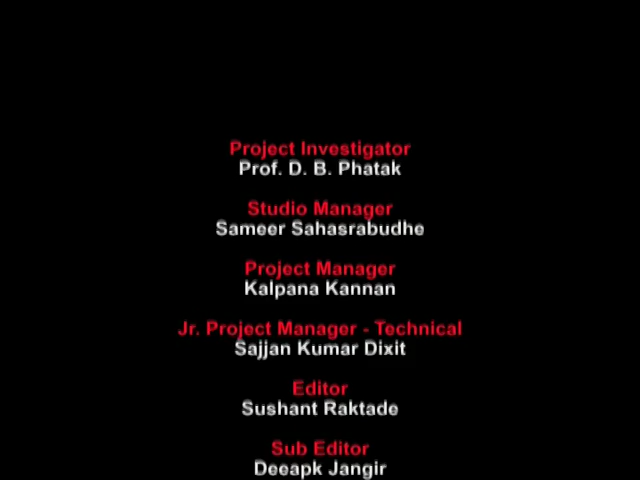 Project Investigator
Prof. D. B. Phatak
Studio Manager
Sameer Sahasrabudhe
Project Manager
Kalpana Kannan
Jr. Project Manager - Technical
Sajjan Kumar Dixit
Editor
Sushant Raktade
Sub Editor
Deeapk Jangir